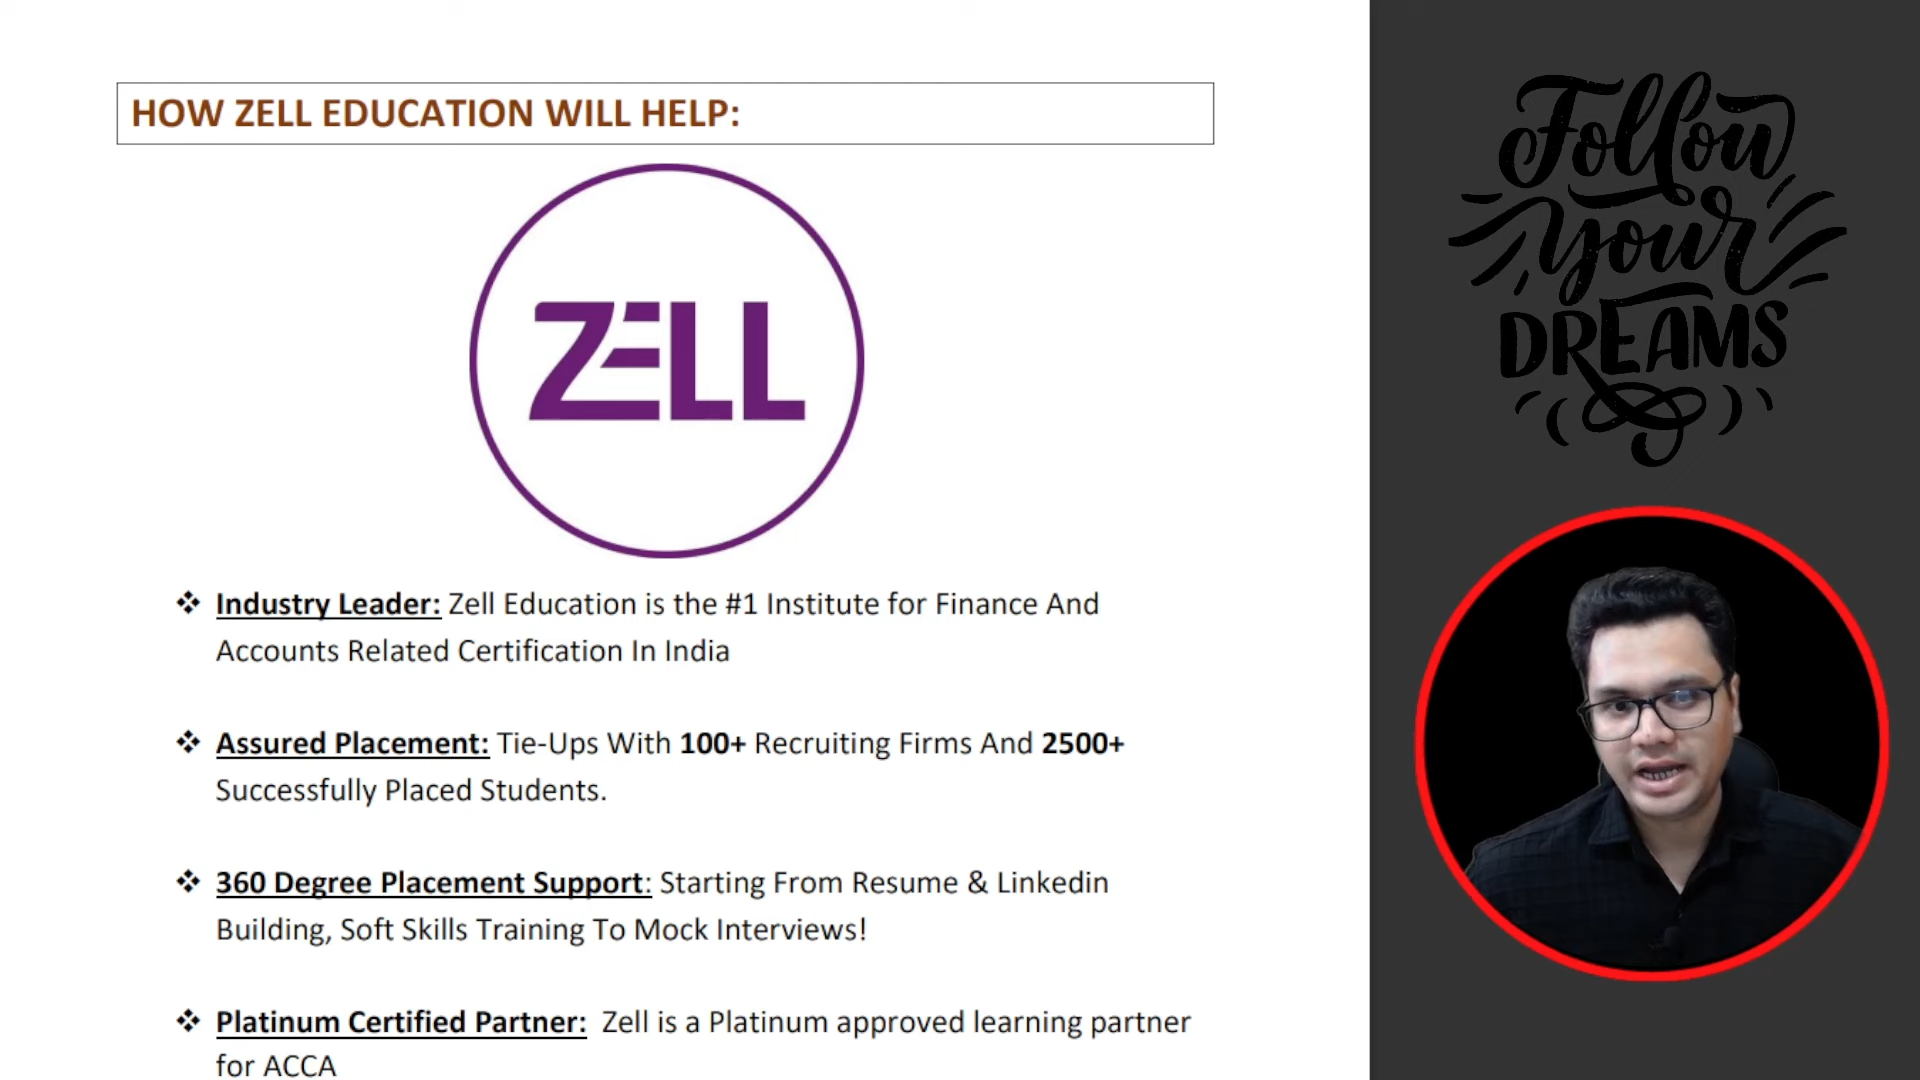 HOW ZELL EDUCATION WILL HELP:
ZELL
❖ Industry Leader: Zell Education is the #1 Institute for Finance And
Accounts Related Certification In India
❖ Assured Placement: Tie-Ups With 100+ Recruiting Firms And 2500+
Successfully Placed Students.
❖ 360 Degree Placement Support: Starting From Resume & Linkedin
Building, Soft Skills Training To Mock Interviews!
❖ Platinum Certified Partner: Zell is a Platinum approved learning partner
for ACCA
Follow
Your
DREAMS